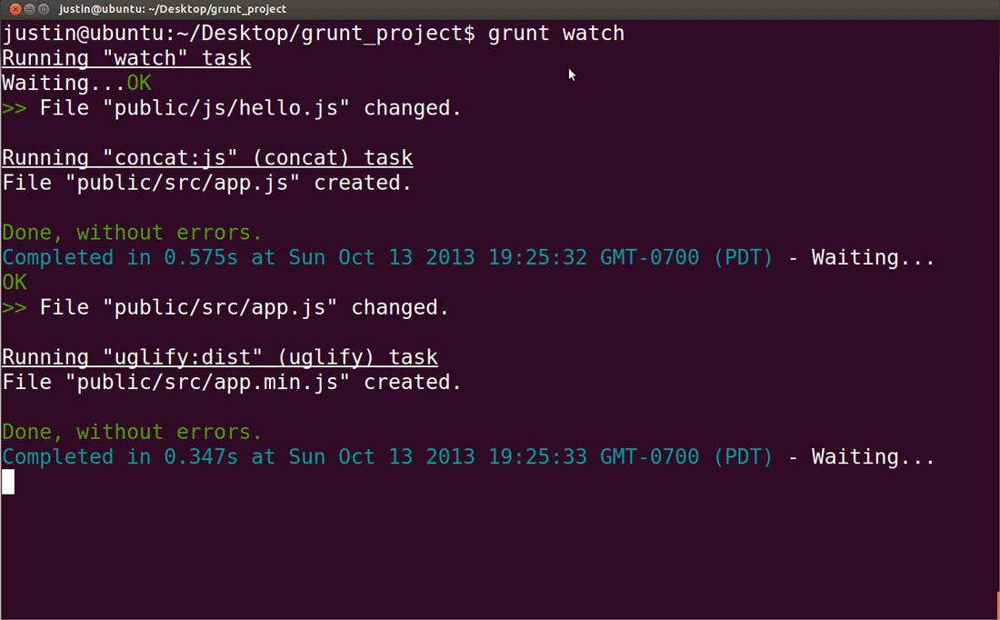 justin@ubuntu: ~/Desktop/grunt_project
justin@ubuntu:~/Desktop/grunt_project$ grunt watch
Running "watch" task
Waiting...OK
>> File "public/js/hello.js" changed.
Running "concat:js" (concat) task
File "public/src/app.js" created.
Done, without errors.
Completed in 0.575s at Sun Oct 13 2013 19:25:32 GMT-0700 (PDT) - Waiting...
OK
>> File "public/src/app.js" changed.
Running "uglify:dist" (uglify) task
File "public/src/app.min.js" created.
Done, without errors.
Completed in 0.347s at Sun Oct 13 2013 19:25:33 GMT-0700 (PDT) - Waiting...